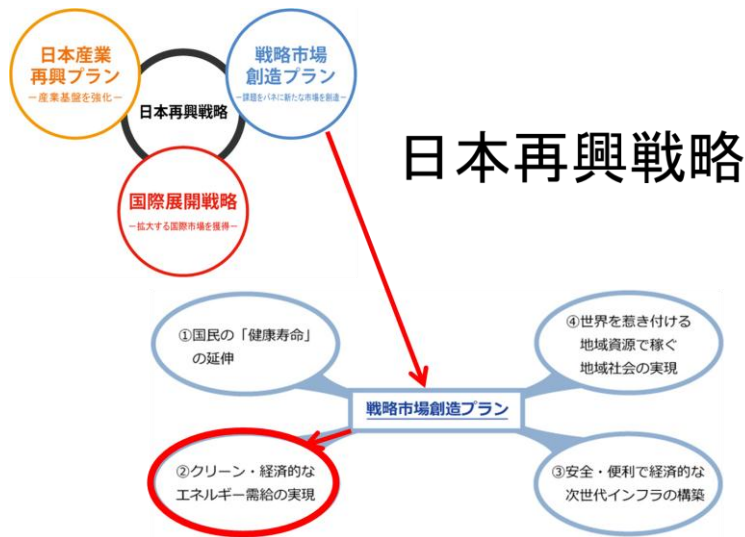 日本産業
再興プラン
－産業基盤を強化－
戦略市場
創造プラン
－課題をバネに新たな市場を創造－
日本再興戦略
国際展開戦略
－拡大する国際市場を獲得－
日本再興戦略
①国民の「健康寿命」
の延伸
④世界を惹き付ける
地域資源で稼ぐ
地域社会の実現
戦略市場創造プラン
②クリーン・経済的な
エネルギー需給の実現
③安全・便利で経済的な
次世代インフラの構築